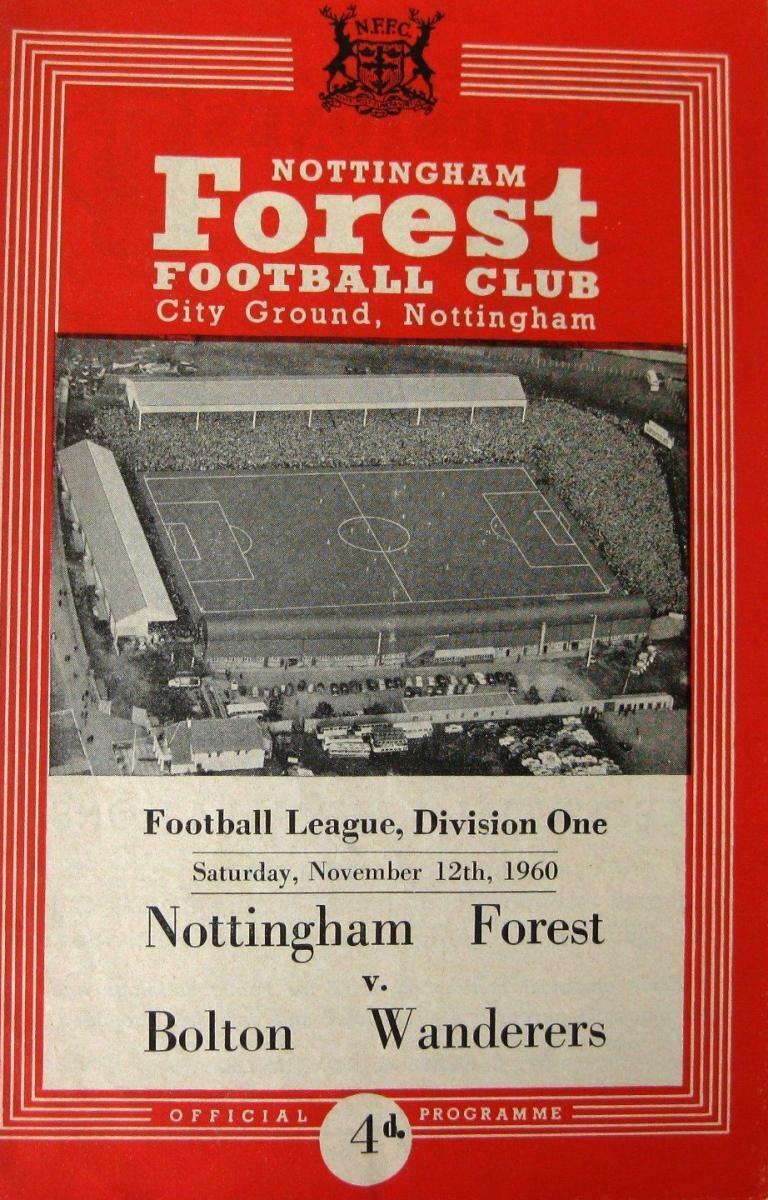 N.F.F.C.
NOTTINGHAM
Forest
FOOTBALL CLUB
City Ground, Nottingham
Football League, Division One
Saturday, November 12th, 1960
Nottingham Forest
v.
Bolton Wanderers
OFFICIAL PROGRAMME
4d.